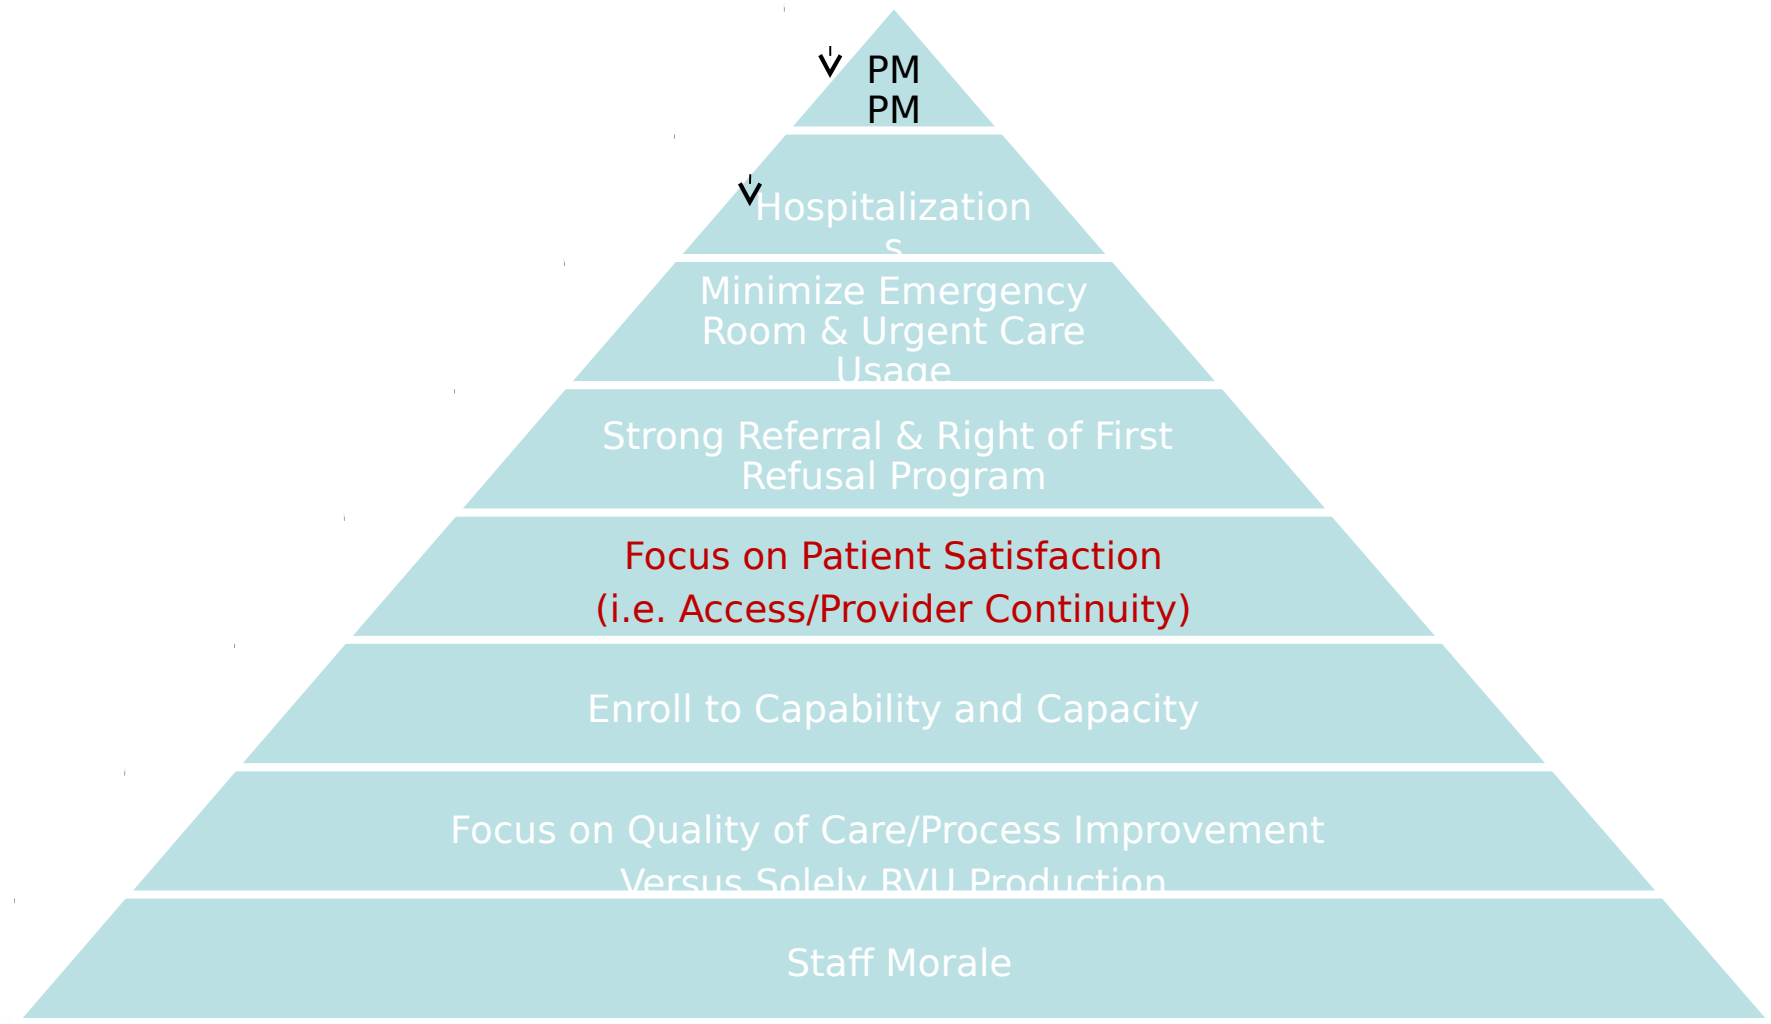 PM
PM
Hospitalization
s
Minimize Emergency
Room & Urgent Care
Usage
Strong Referral & Right of First
Refusal Program
Focus on Patient Satisfaction
(i.e. Access/Provider Continuity)
Enroll to Capability and Capacity
Focus on Quality of Care/Process Improvement
Versus Solely RVU Production
Staff Morale